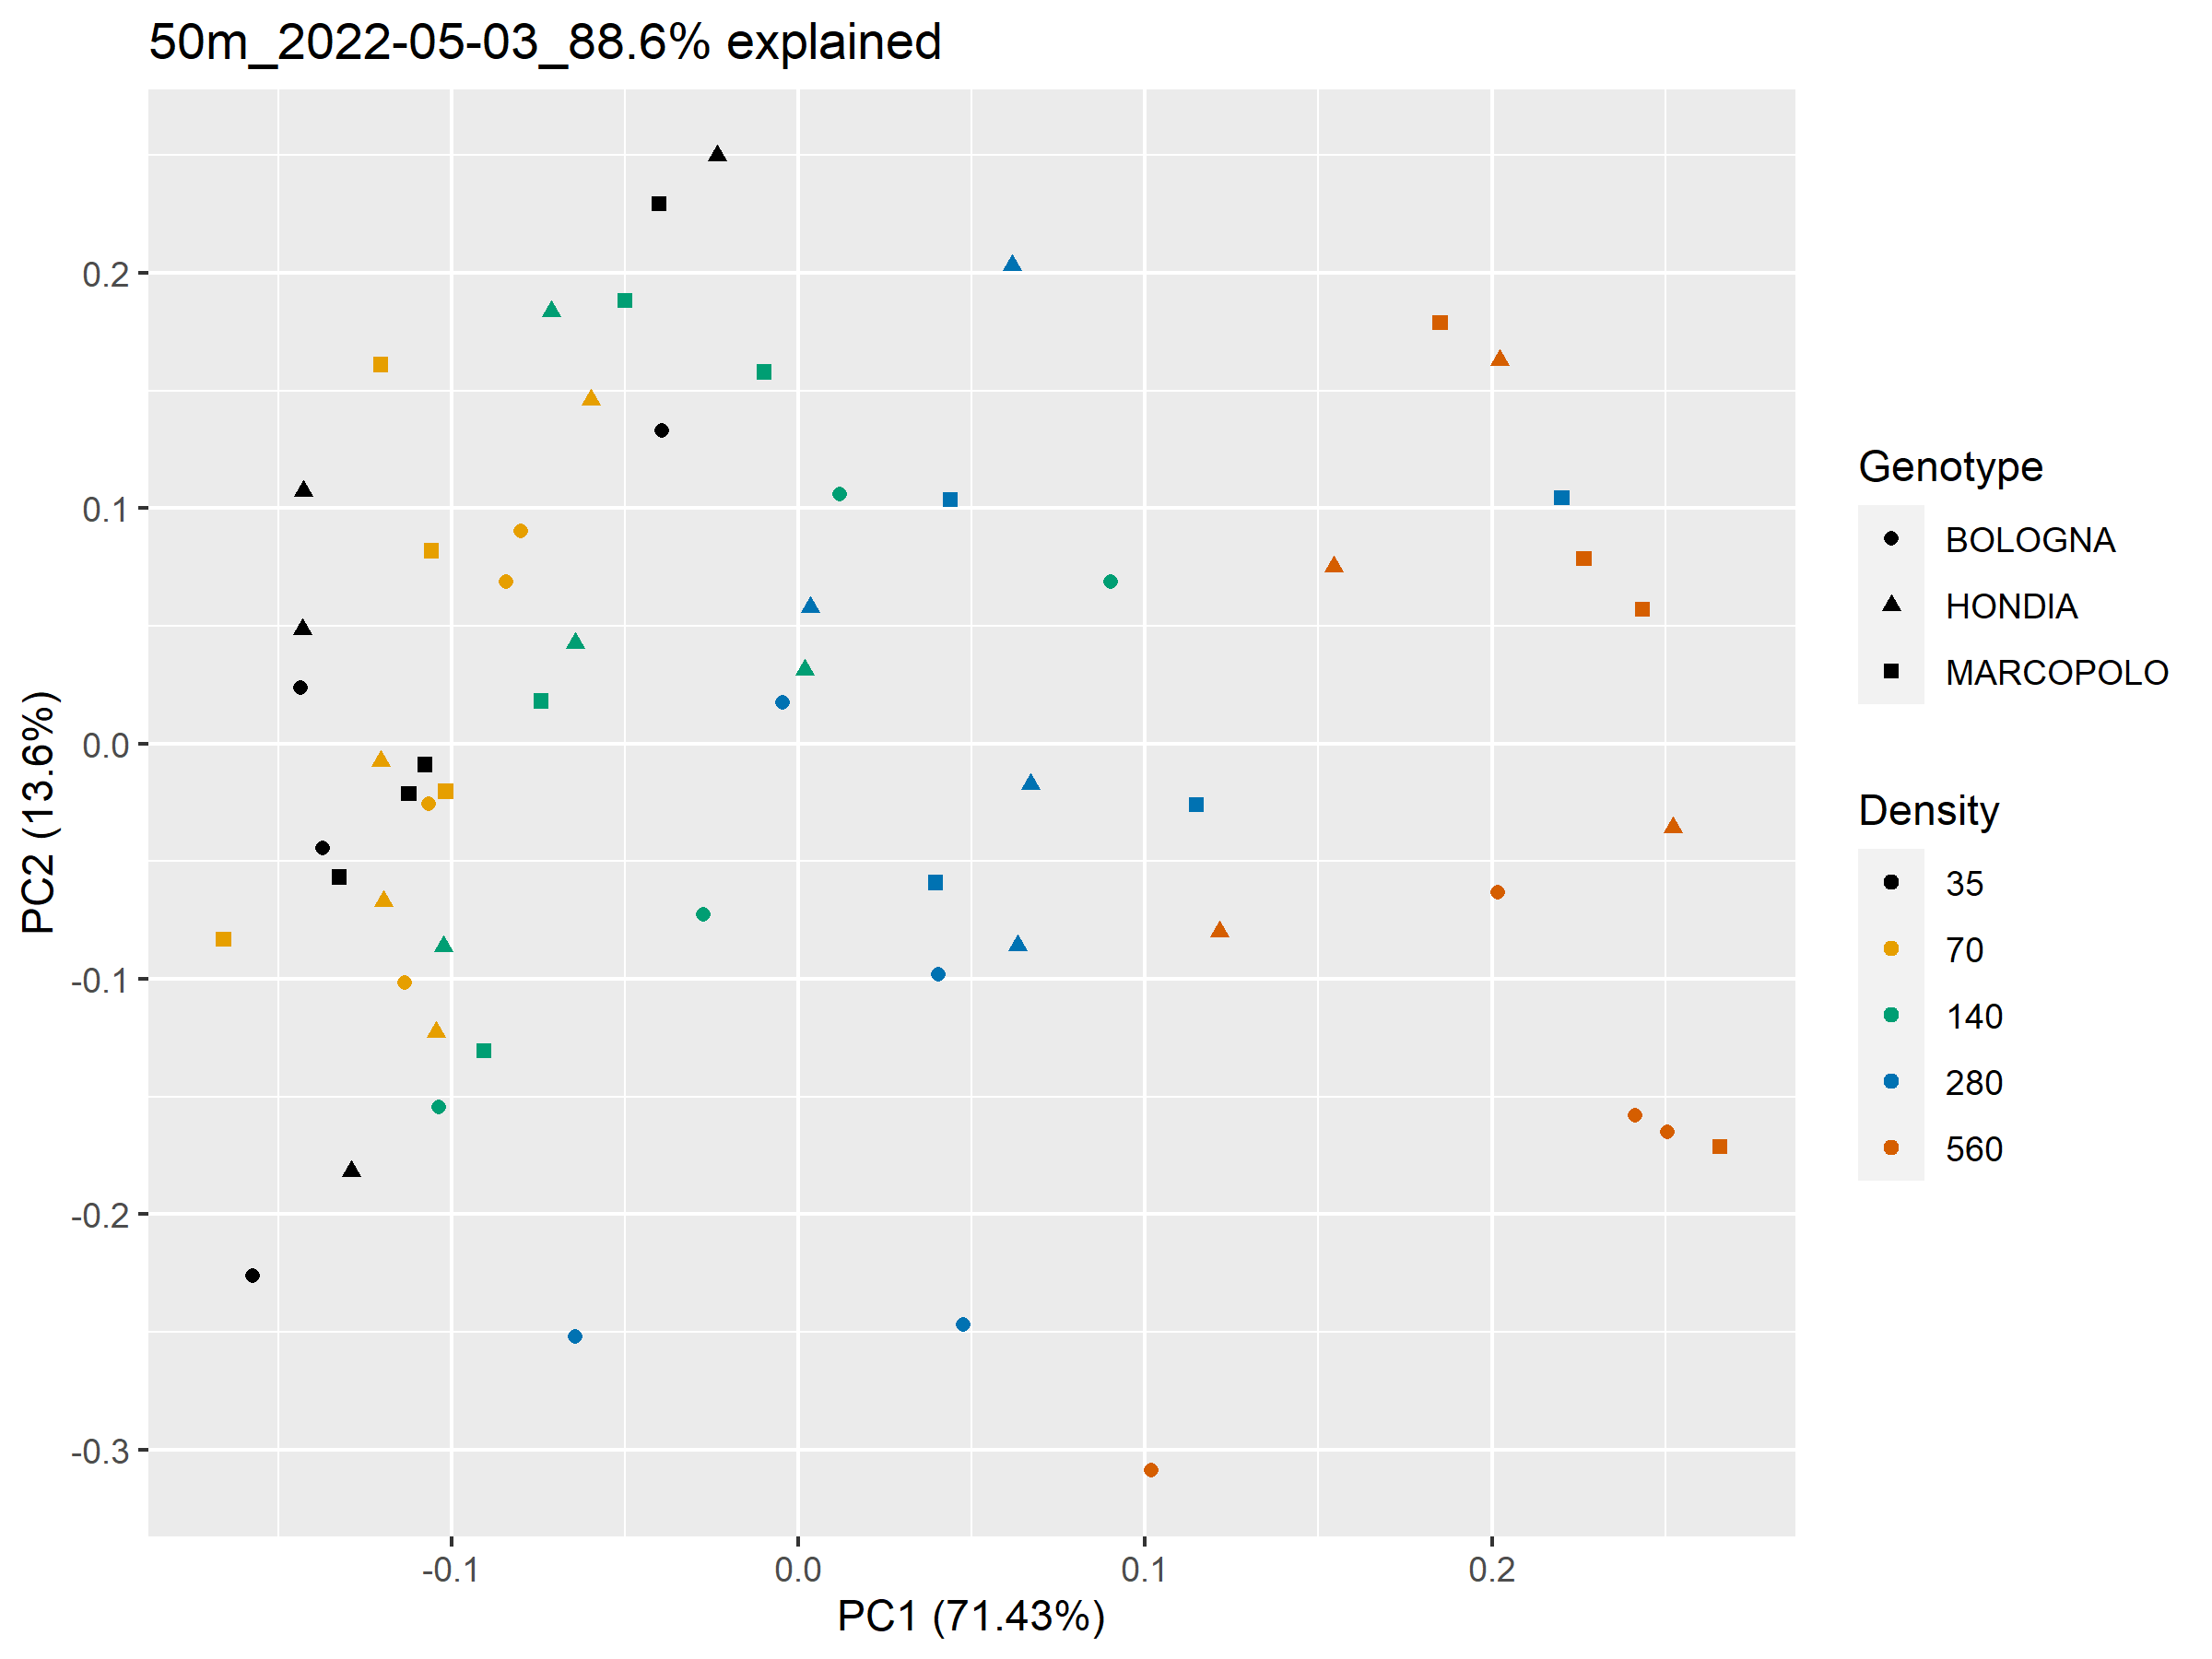 50m_2022-05-03_88.6% explained
PC2 (13.6%)
0.2
0.1
0.0
-0.1
-0.2
-0.3
-0.1
0.0
0.1
0.2
PC1 (71.43%)
Genotype
BOLOGNA
HONDIA
MARCOPOLO
Density
35
70
140
280
560